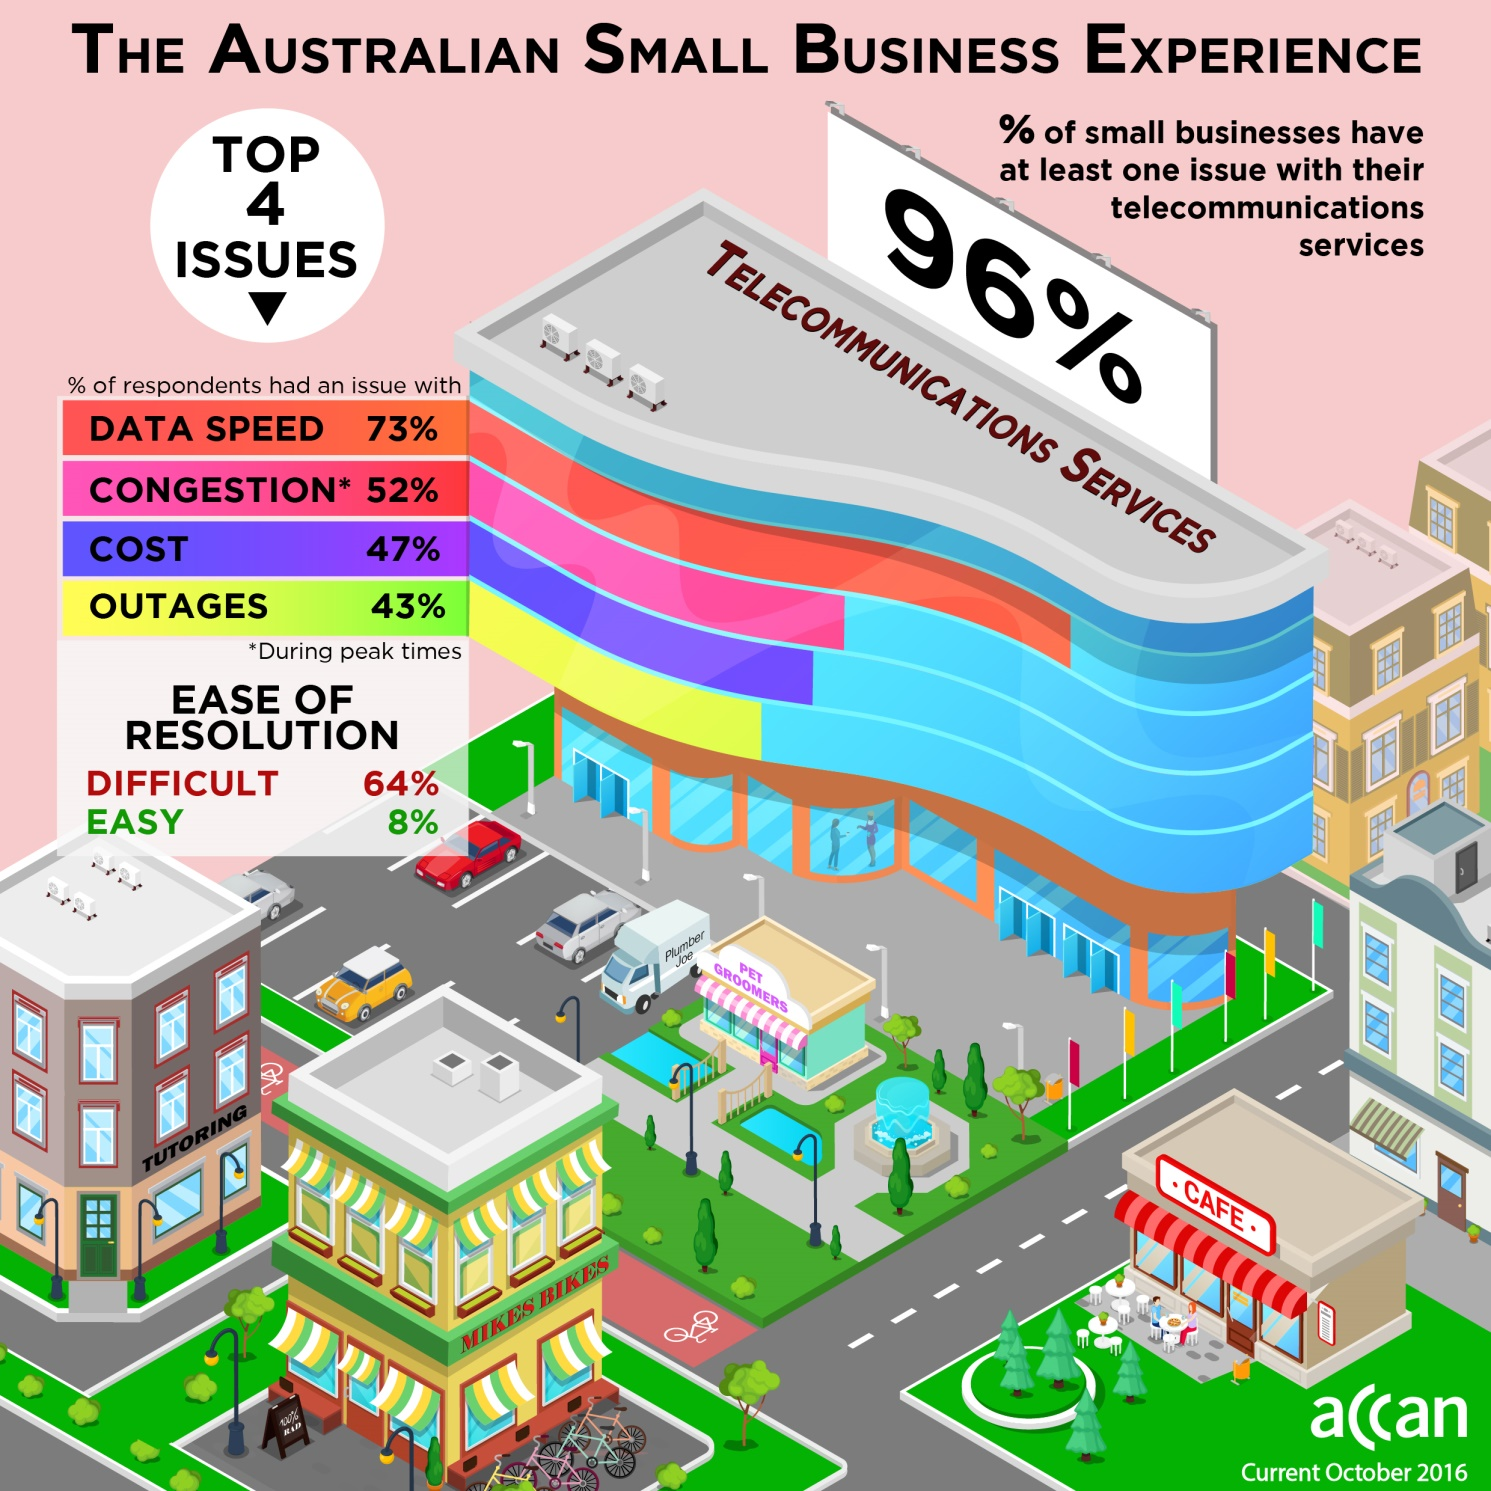 THE AUSTRALIAN SMALL BUSINESS EXPERIENCE
TOP
4
ISSUES
% of small businesses have
at least one issue with their
telecommunications
services
96%
TELECOMMUNICATIONS SERVICES
% of respondents had an issue with
DATA SPEED 73%
CONGESTION* 52%
COST 47%
OUTAGES 43%
*During peak times
EASE OF
RESOLUTION
DIFFICULT 64%
EASY 8%
Plumber
Joe
PET
GROOMERS
TUTORING
MIKES BIKES
100%
RAD
· CAFE ·
accan
Current October 2016